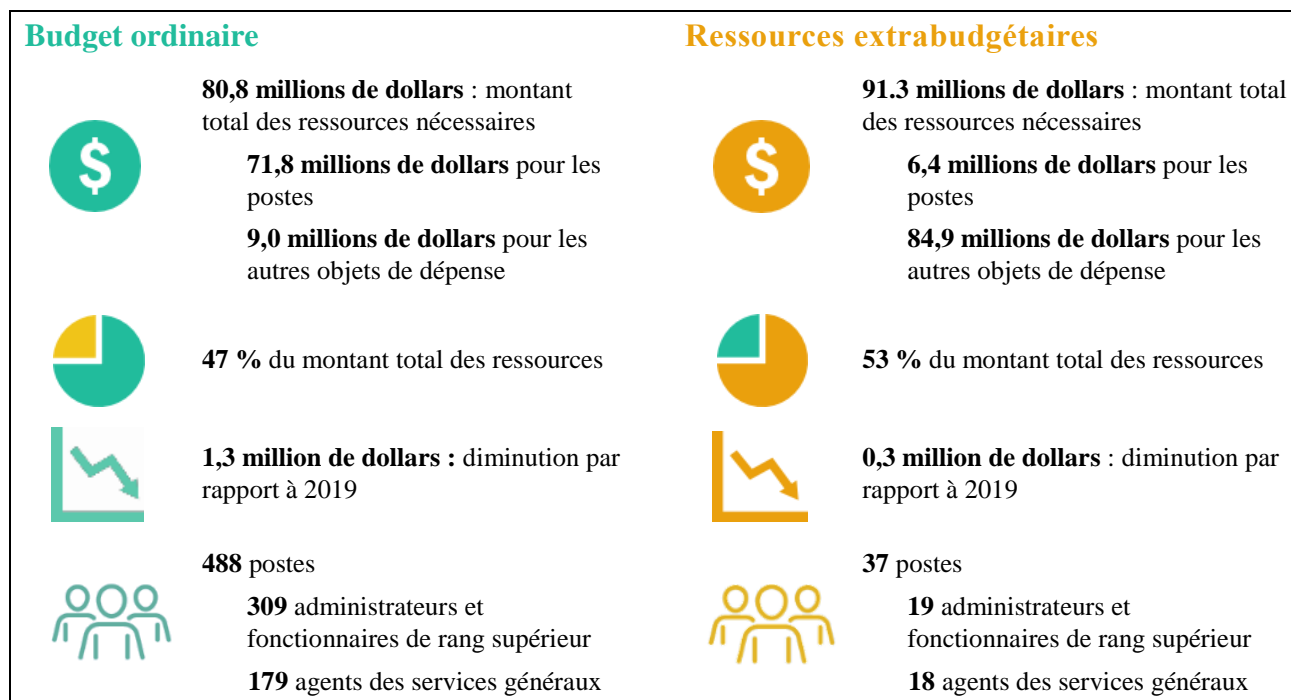 Budget ordinaire
80,8 millions de dollars : montant
total des ressources nécessaires
71,8 millions de dollars pour les
postes
9,0 millions de dollars pour les
autres objets de dépense
47 % du montant total des ressources
1,3 million de dollars : diminution par
rapport à 2019
488 postes
309 administrateurs et
fonctionnaires de rang supérieur
179 agents des services généraux
Ressources extrabudgétaires
91.3 millions de dollars : montant total
des ressources nécessaires
6,4 millions de dollars pour les
postes
84,9 millions de dollars pour les
autres objets de dépense
53 % du montant total des ressources
0,3 million de dollars : diminution par
rapport à 2019
37 postes
19 administrateurs et
fonctionnaires de rang supérieur
18 agents des services généraux